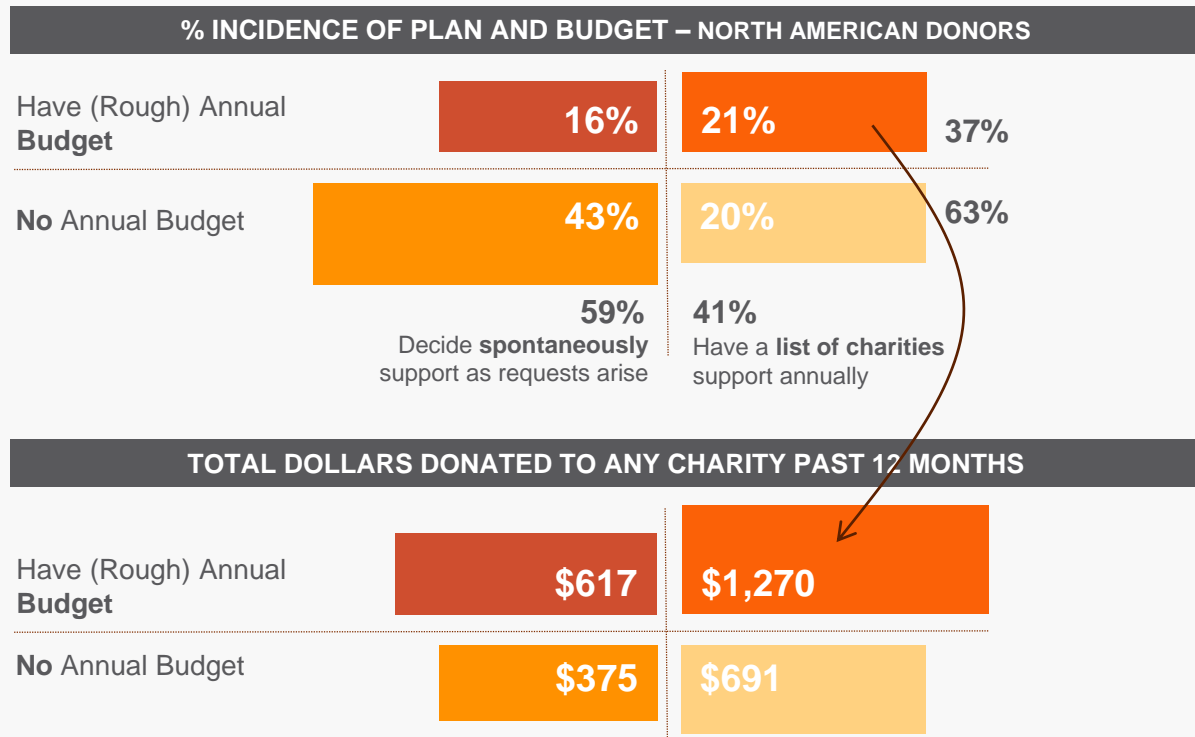 % INCIDENCE OF PLAN AND BUDGET – NORTH AMERICAN DONORS
Have (Rough) Annual
Budget
16%
21%
37%
No Annual Budget
43%
20%
63%
59%
Decide spontaneously
support as requests arise
41%
Have a list of charities
support annually
TOTAL DOLLARS DONATED TO ANY CHARITY PAST 12 MONTHS
Have (Rough) Annual
Budget
$617
$1,270
No Annual Budget
$375
$691